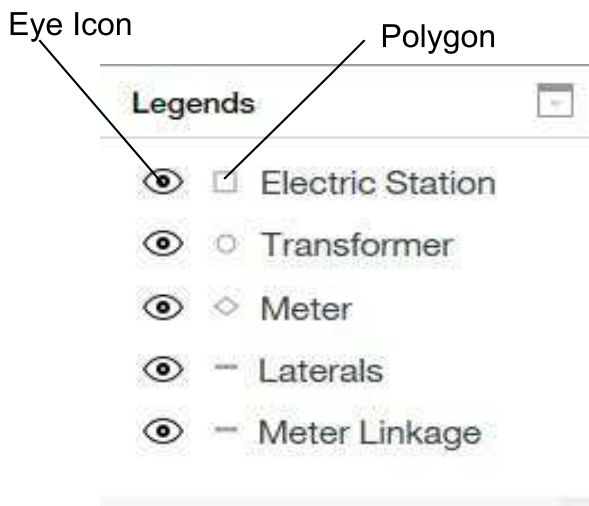 Eye Icon
Polygon
Legends
Electric Station
Transformer
Meter
Laterals
Meter Linkage